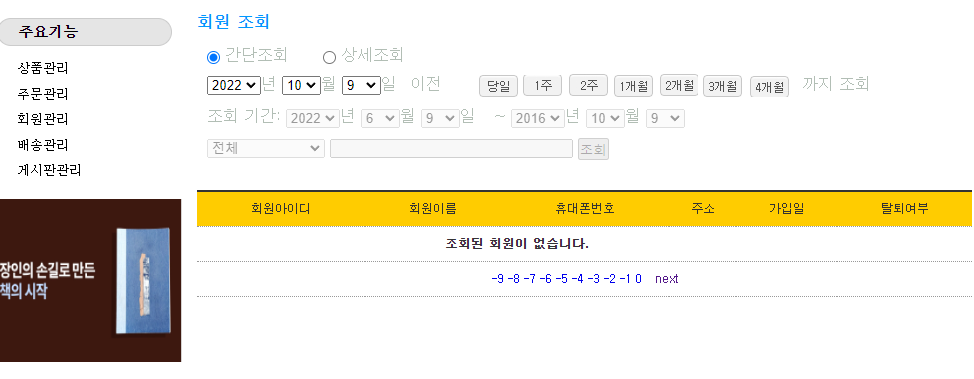 주요기능
상품관리
주문관리
회원관리
배송관리
게시판관리
장인의 손길로 만든
책의 시작
회원 조회
간단조회 상세조회
2022 년 10 월 9 일 이전 당일 1주 2주 1개월 2개월 3개월 4개월 까지 조회
조회 기간: 2022 년 6 월 9 일 ~ 2016 년 10 월 9
전체 조회
회원아이디 회원이름 휴대폰번호 주소 가입일 탈퇴여부
조회된 회원이 없습니다.
-9 -8 -7 -6 -5 -4 -3 -2 -1 0 next